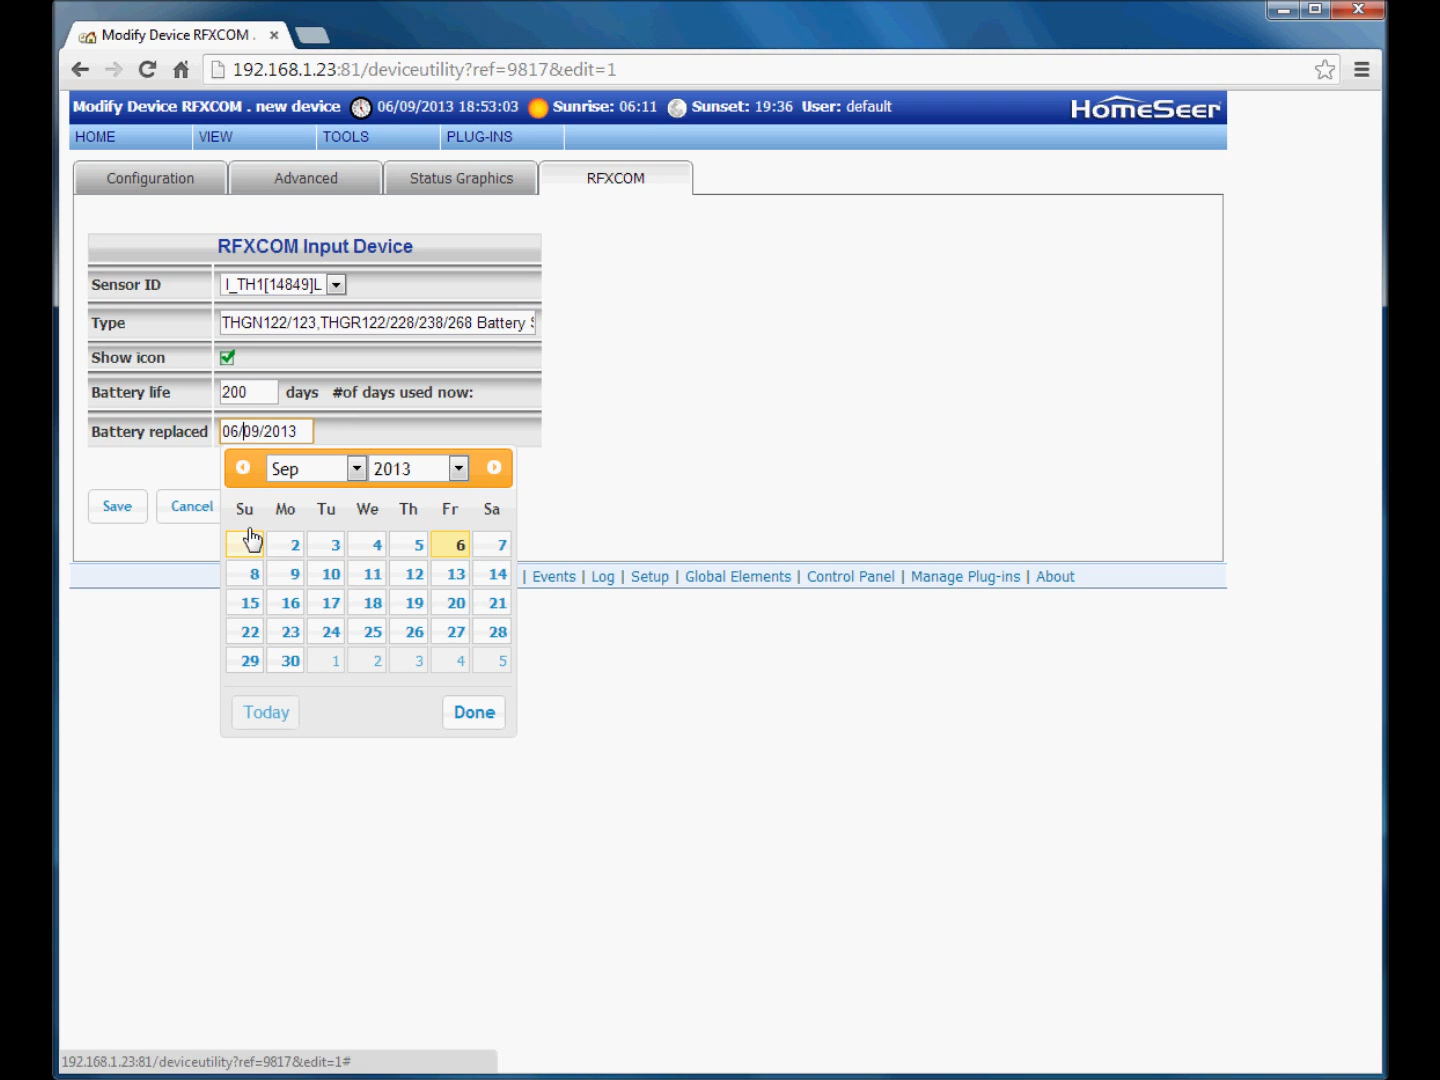 Modify Device RFXCOM .
192.168.1.23:81/deviceutility?ref=9817&edit=1
Modify Device RFXCOM . new device 06/09/2013 18:53:03 Sunrise: 06:11 Sunset: 19:36 User: default
HomeSeer
HOME VIEW TOOLS PLUG-INS
Configuration Advanced Status Graphics RFXCOM
RFXCOM Input Device
Sensor ID I_TH1[14849]L
Type THGN122/123,THGR122/228/238/268 Battery
Show icon
Battery life 200 days #of days used now:
Battery replaced 06/09/2013
Sep 2013
Save Cancel
Su Mo Tu We Th Fr Sa
2 3 4 5 6 7
8 9 10 11 12 13 14
| Events | Log | Setup | Global Elements | Control Panel | Manage Plug-ins | About
15 16 17 18 19 20 21
22 23 24 25 26 27 28
29 30 1 2 3 4 5
Today Done
192.168.1.23:81/deviceutility?ref=9817&edit=1#